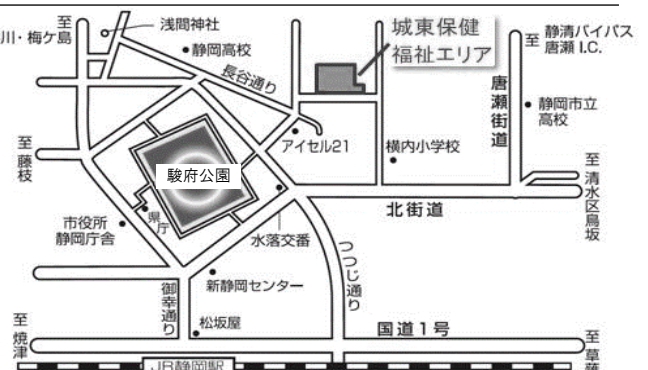 至
川・梅ケ島
浅間神社
静岡高校
城東保健
福祉エリア
至
静清バイパス
唐瀬 I.C.
長谷通り
唐瀬街道
静岡市立
高校
アイセル21
横内小学校
至
藤枝
駿府公園
至
清水区鳥坂
北街道
県庁
市役所
静岡庁舎
水落交番
つつじ通り
新静岡センター
御幸通り
松坂屋
国道1号
至
焼津
至
草薙
JR静岡駅